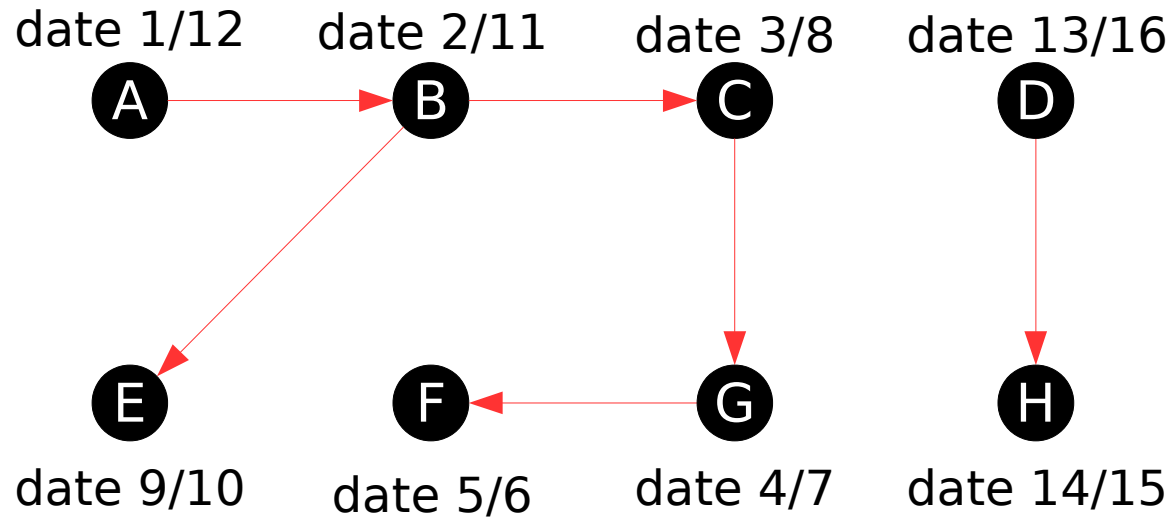 date 1/12 date 2/11 date 3/8 date 13/16
A B C D
E F G H
date 9/10 date 5/6 date 4/7 date 14/15